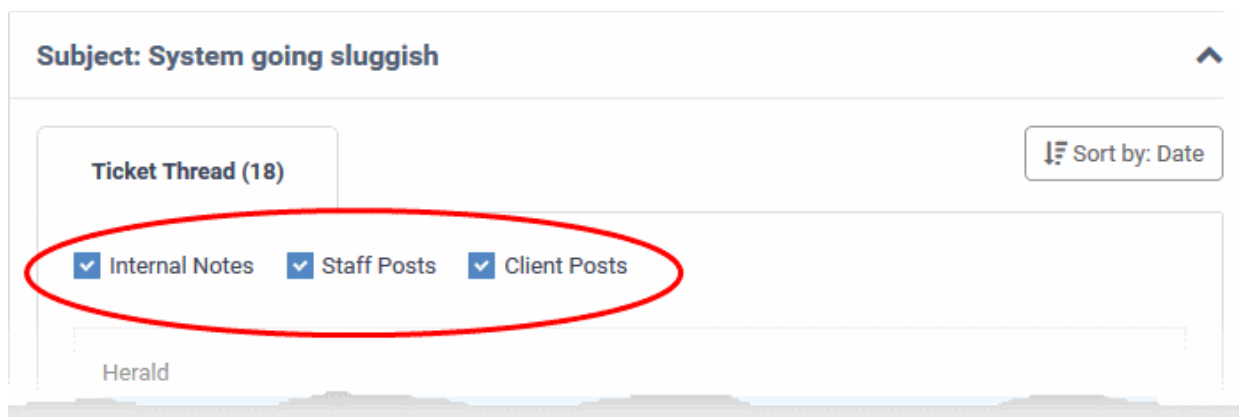 Subject: System going sluggish
Sort by: Date
Ticket Thread (18)
Internal Notes Staff Posts Client Posts
Herald